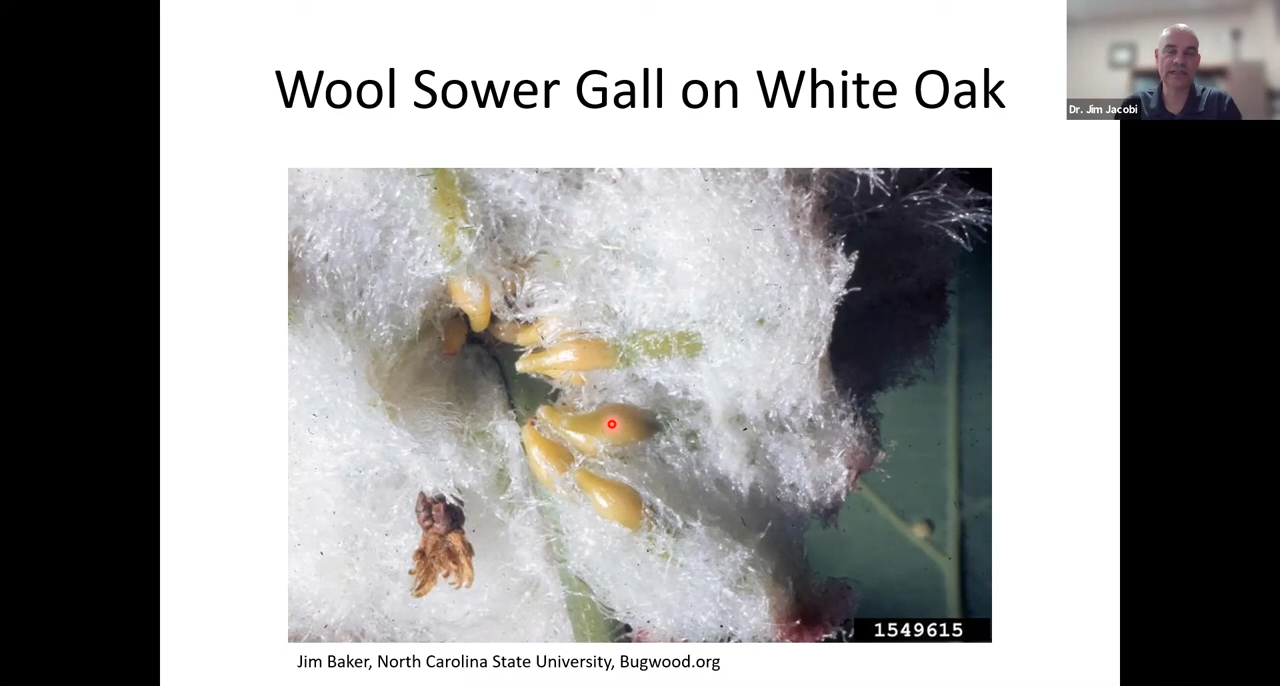 Wool Sower Gall on White Oak
Dr. Jim Jacobi
1549615
Jim Baker, North Carolina State University, Bugwood.org